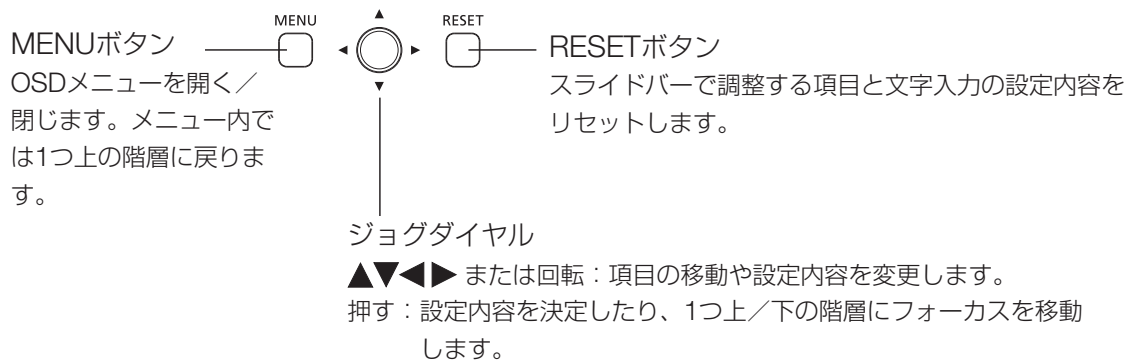 MENU
RESET
MENUボタン
OSDメニューを開く／
閉じます。メニュー内で
は1つ上の階層に戻りま
す。
RESETボタン
スライドバーで調整する項目と文字入力の設定内容を
リセットします。
ジョグダイヤル
▲▼◀▶ または回転：項目の移動や設定内容を変更します。
押す：設定内容を決定したり、1つ上／下の階層にフォーカスを移動
します。